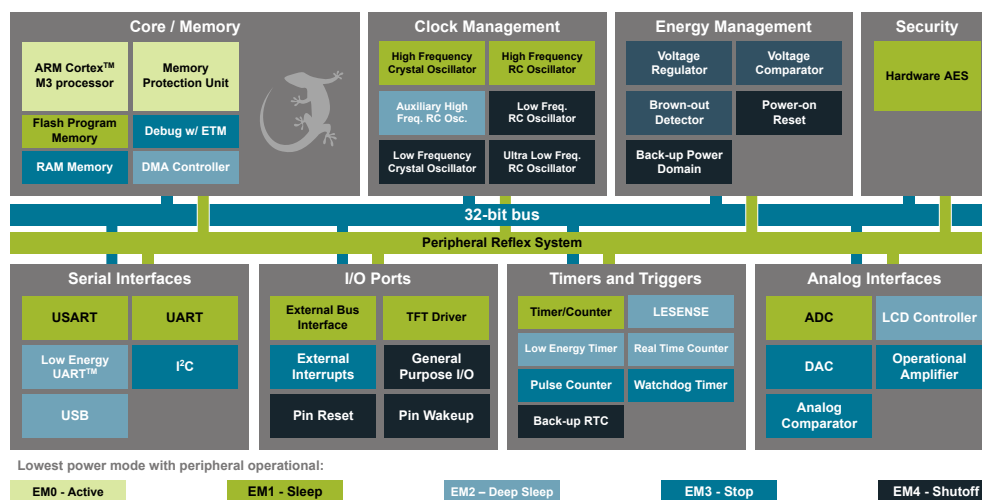 Core / Memory
ARM Cortex™
M3 processor
Memory
Protection Unit
Flash Program
Memory
Debug w/ ETM
RAM Memory
DMA Controller
Clock Management
High Frequency
Crystal Oscillator
High Frequency
RC Oscillator
Auxiliary High
Freq. RC Osc.
Low Freq.
RC Oscillator
Low Frequency
Crystal Oscillator
Ultra Low Freq.
RC Oscillator
Energy Management
Voltage
Regulator
Voltage
Comparator
Brown-out
Detector
Power-on
Reset
Back-up Power
Domain
Security
Hardware AES
32-bit bus
Peripheral Reflex System
Serial Interfaces
USART
UART
Low Energy
UART™
I²C
USB
I/O Ports
External Bus
Interface
TFT Driver
External
Interrupts
General
Purpose I/O
Pin Reset
Pin Wakeup
Timers and Triggers
Timer/Counter
LESENSE
Low Energy Timer
Real Time Counter
Pulse Counter
Watchdog Timer
Back-up RTC
Analog Interfaces
ADC
LCD Controller
DAC
Operational
Amplifier
Analog
Comparator
Lowest power mode with peripheral operational:
EM0 - Active
EM1 - Sleep
EM2 – Deep Sleep
EM3 - Stop
EM4 - Shutoff